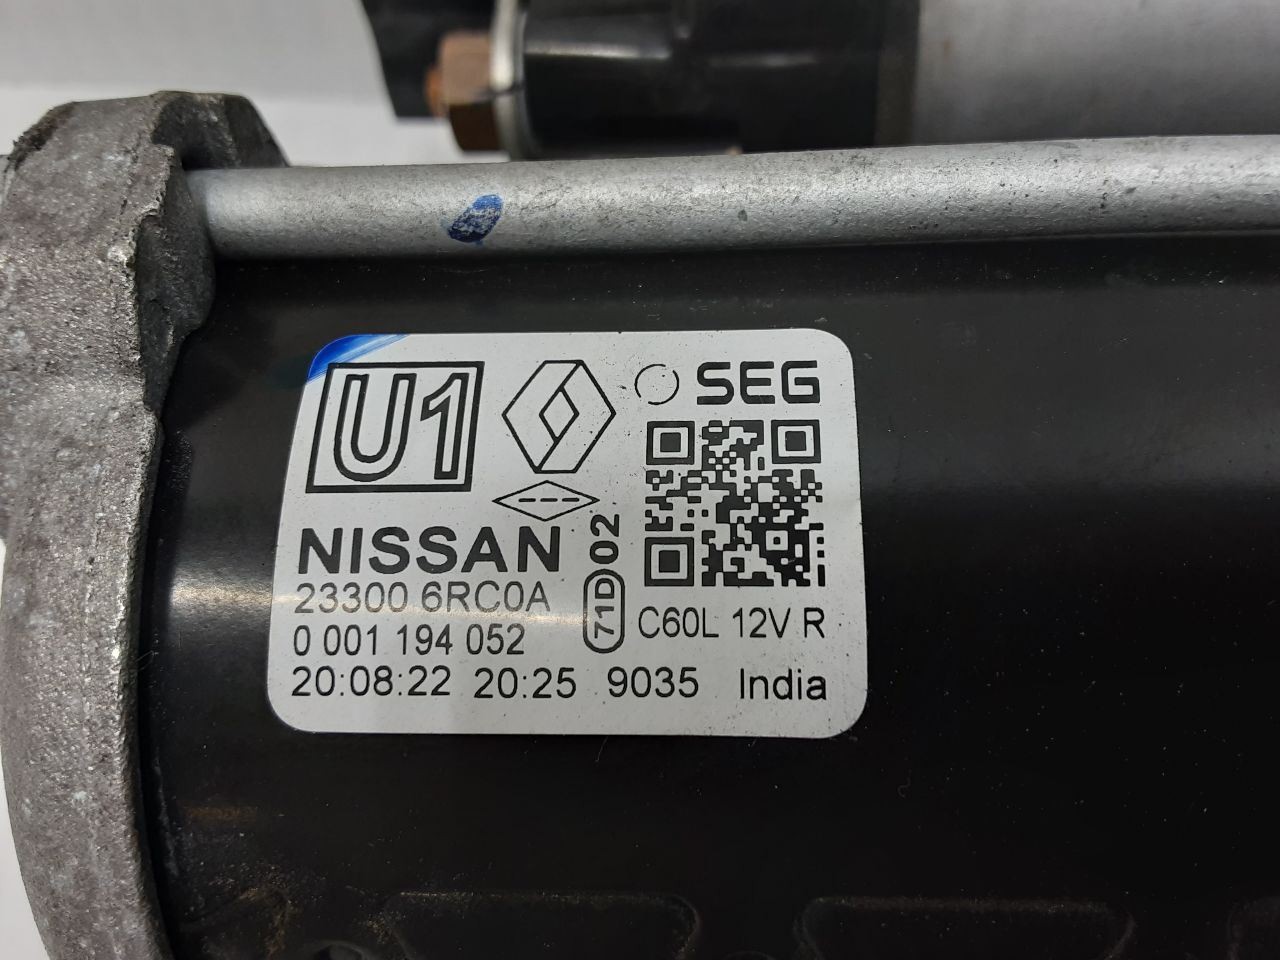 U1
SEG
NISSAN
23300 6RC0A
0 001 194 052
71D 02
C60L 12V R
20:08:22 20:25 9035 India